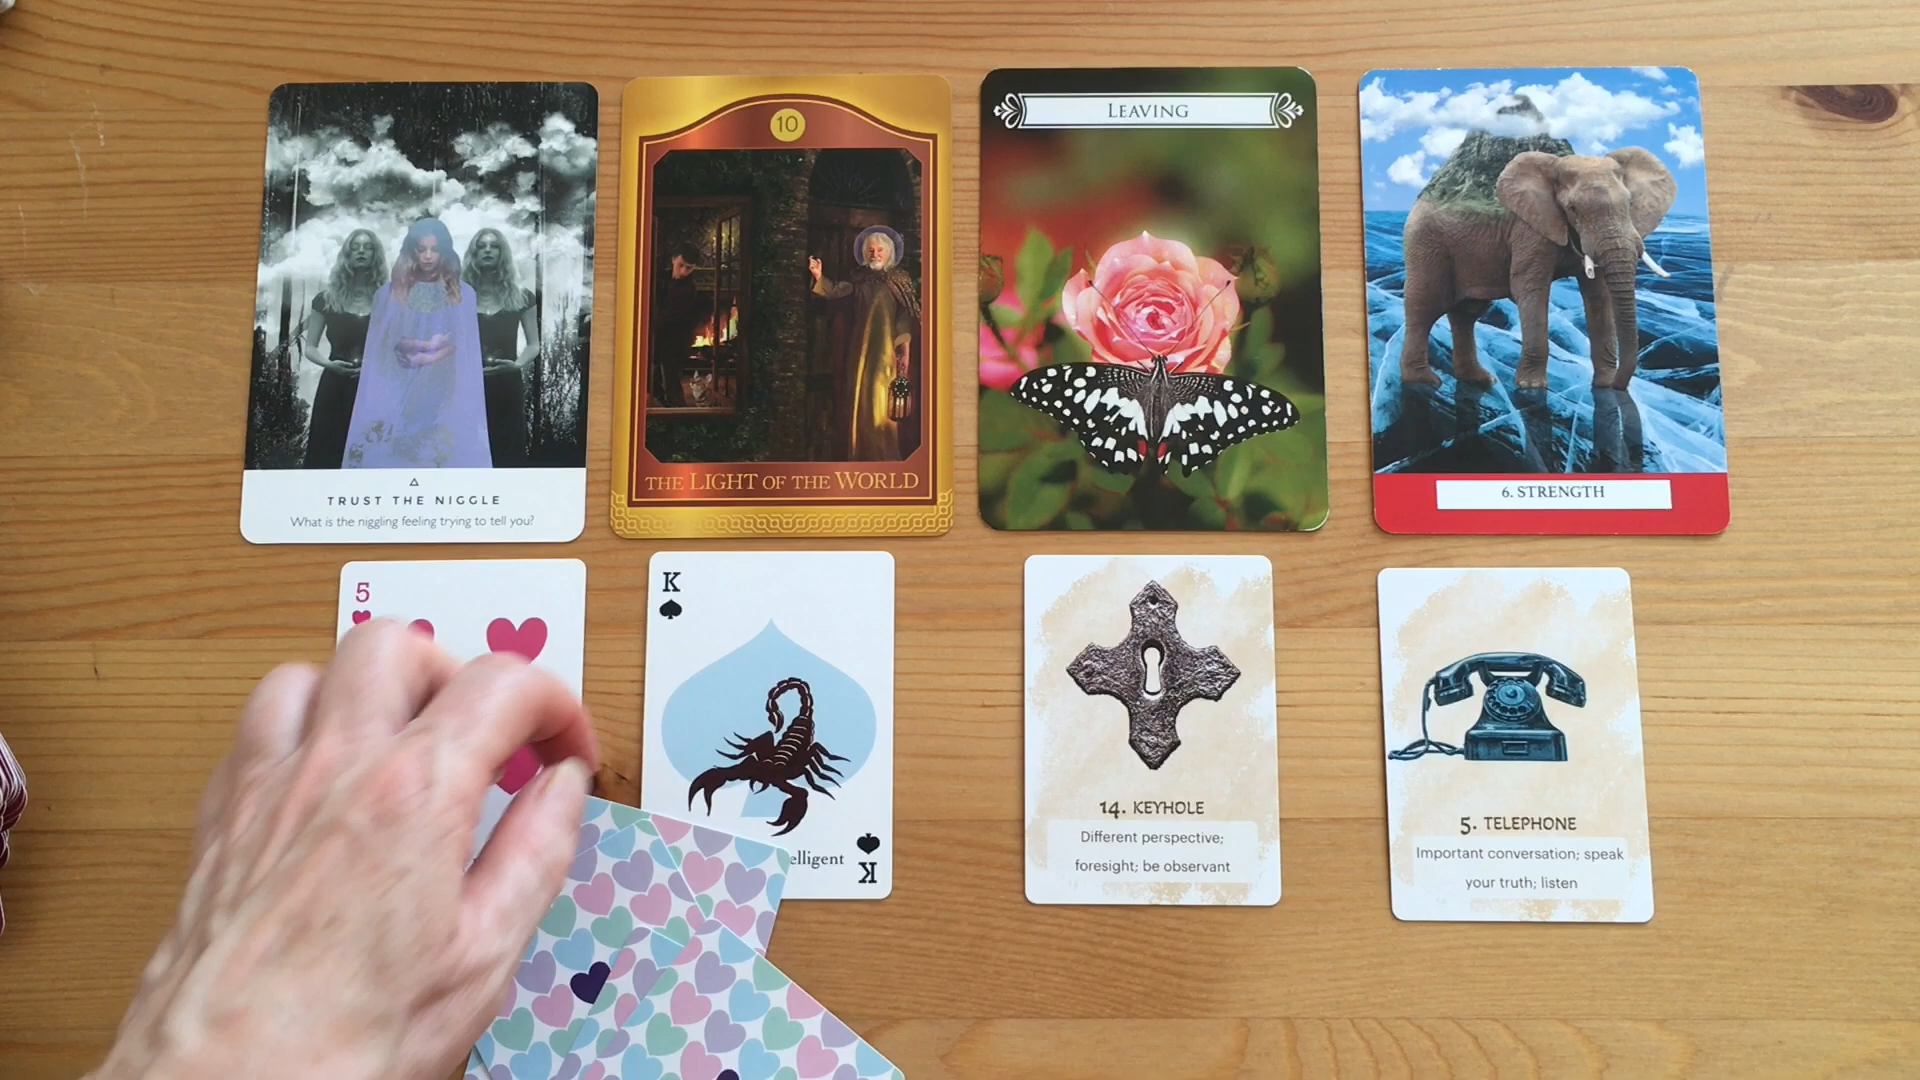 TRUST THE NIGGLE
What is the niggling feeling trying to tell you?
10
THE LIGHT OF THE WORLD
LEAVING
6. STRENGTH
5
K
elligent
K
14. KEYHOLE
Different perspective;
foresight; be observant
5. TELEPHONE
Important conversation; speak
your truth; listen